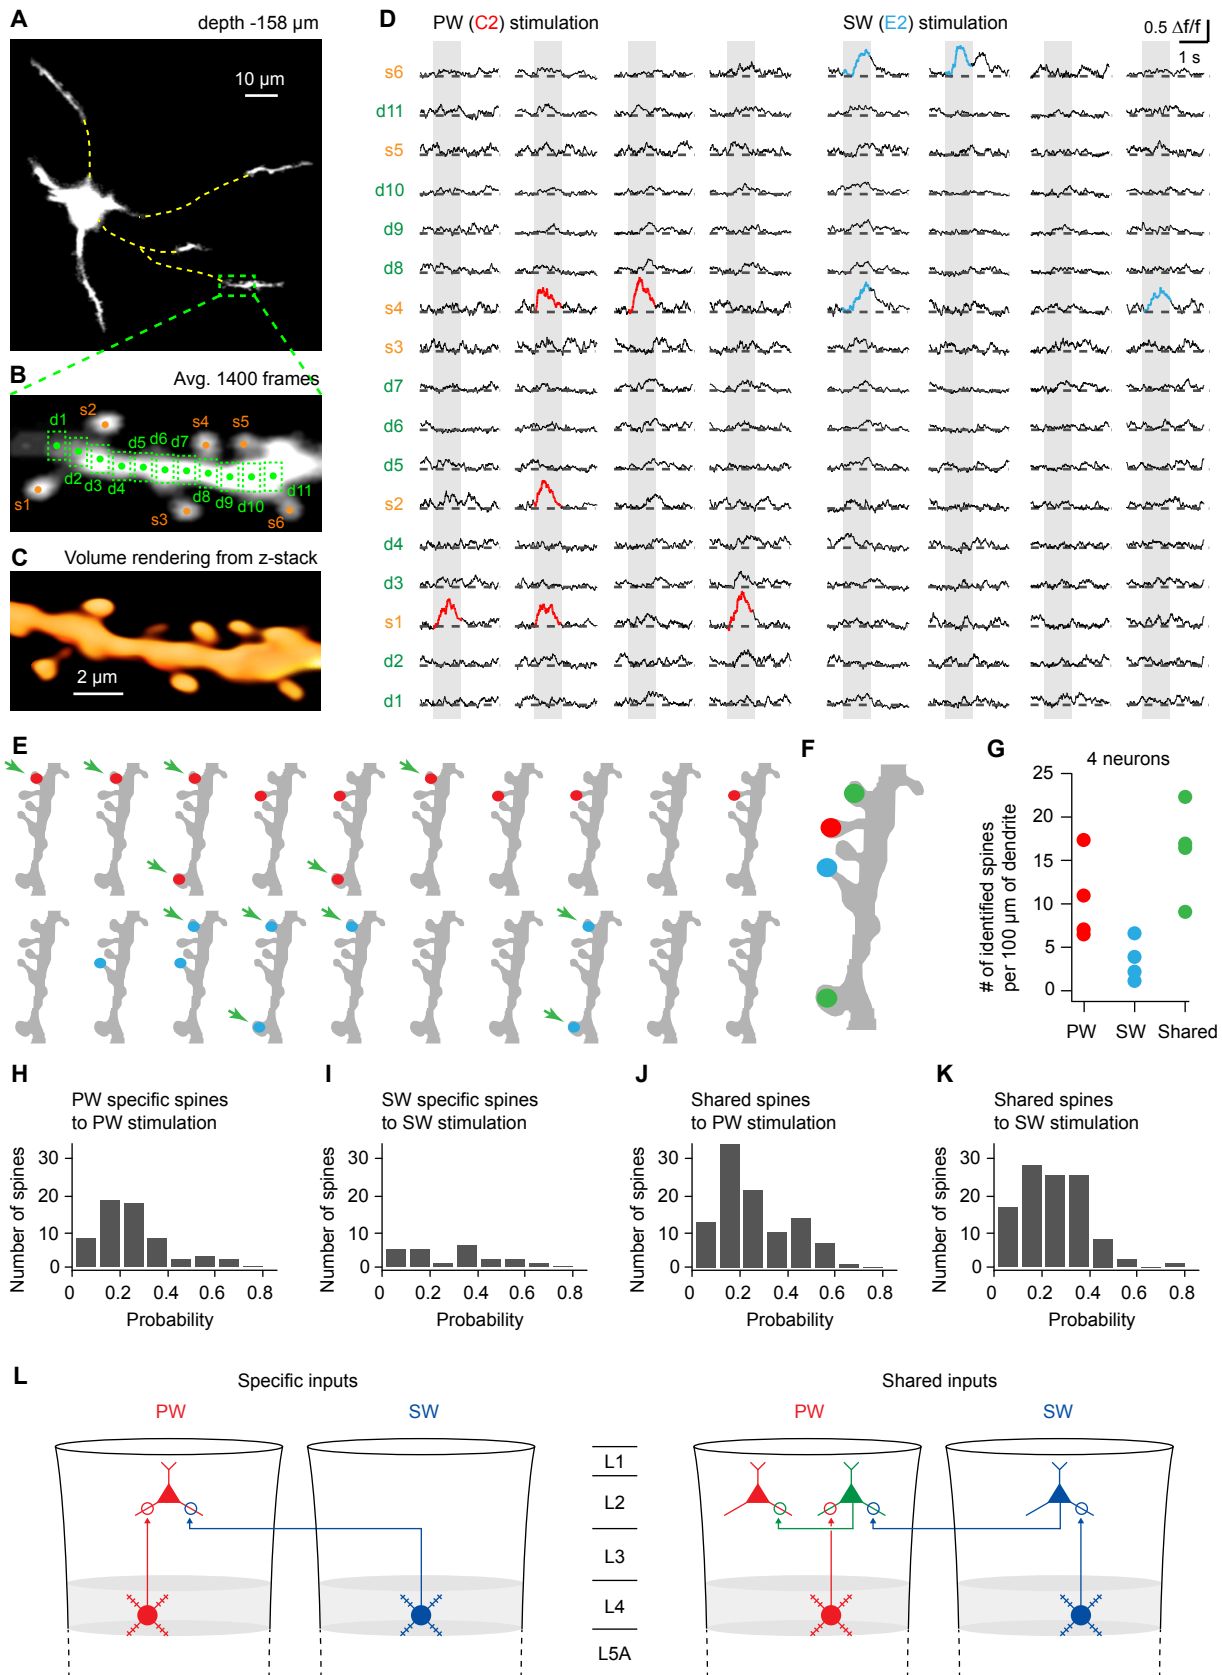 A
depth -158 µm
10 µm
B
Avg. 1400 frames
s2
d1
s4
s5
d6
d5
d7
d2
d3
d4
d8
d9
d10
d11
s1
s3
s6
C
Volume rendering from z-stack
2 µm
D
PW (C2) stimulation
SW (E2) stimulation
0.5 Δf/f
1 s
s6
d11
s5
d10
d9
d8
s4
s3
d7
d6
d5
s2
d4
d3
s1
d2
d1
E
F
G
4 neurons
# of identified spines
per 100 µm of dendrite
25
20
15
10
5
0
PW
SW
Shared
H
PW specific spines
to PW stimulation
Number of spines
30
20
10
0
0
0.2
0.4
0.6
0.8
Probability
I
SW specific spines
to SW stimulation
Number of spines
30
20
10
0
0
0.2
0.4
0.6
0.8
Probability
J
Shared spines
to PW stimulation
Number of spines
30
20
10
0
0
0.2
0.4
0.6
0.8
Probability
K
Shared spines
to SW stimulation
Number of spines
30
20
10
0
0
0.2
0.4
0.6
0.8
Probability
L
Specific inputs
PW
SW
L1
L2
L3
L4
L5A
Shared inputs
PW
SW